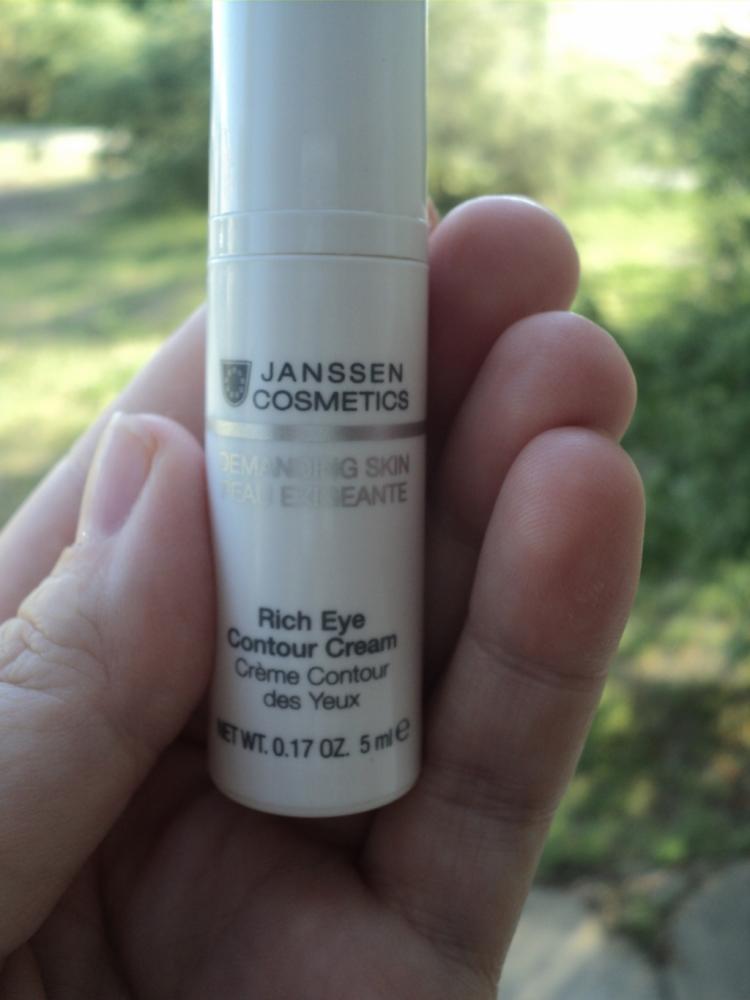 JANSSEN
COSMETICS
DEMANDING SKIN
PEAU EXIGEANTE
Rich Eye
Contour Cream
Crème Contour
des Yeux
NET WT. 0.17 OZ. 5 ml ℮